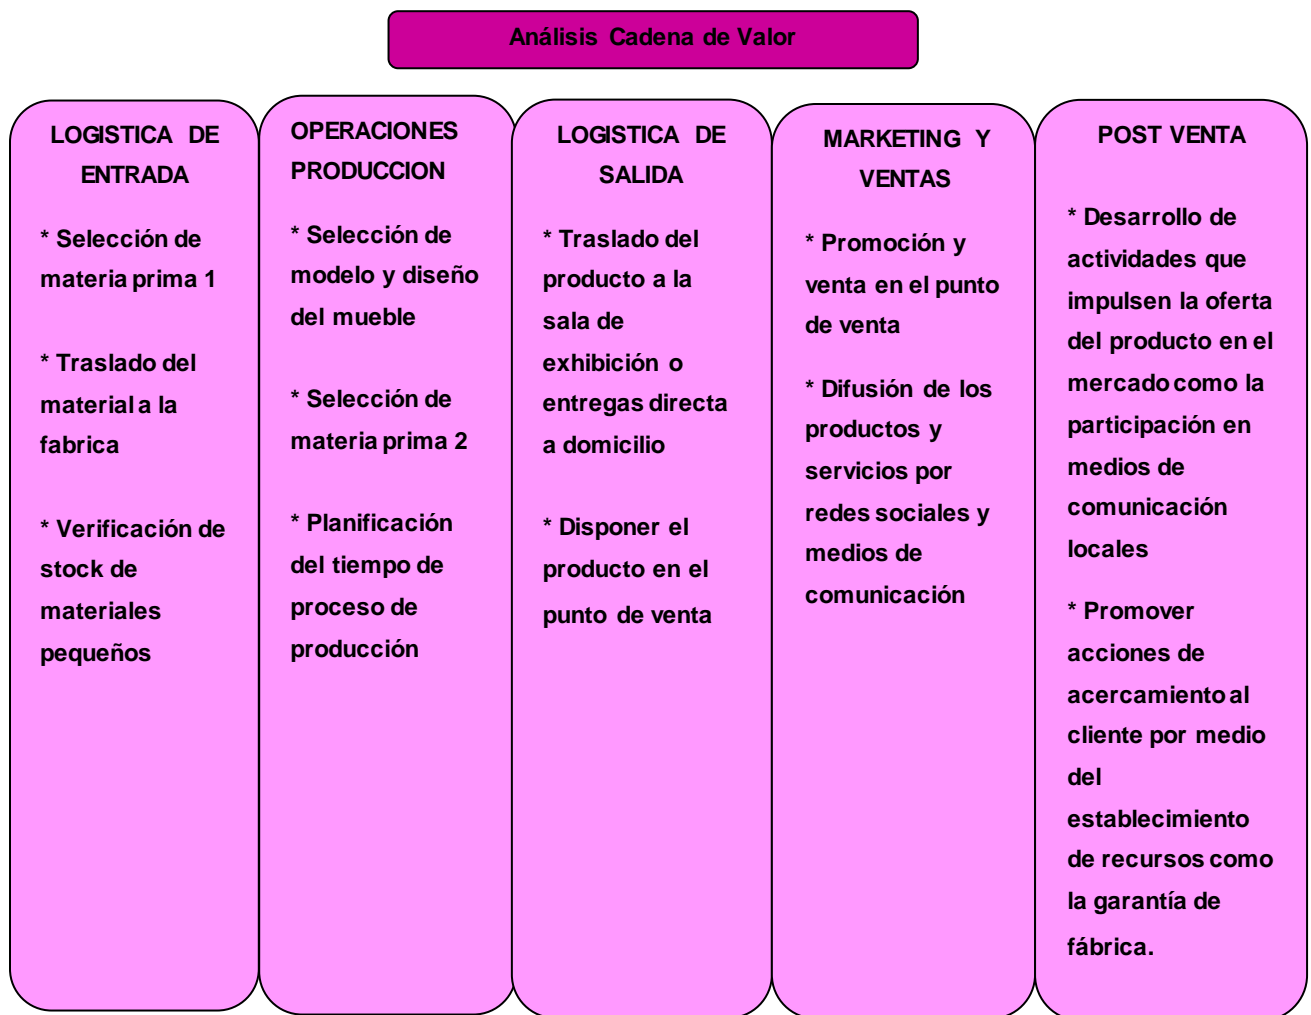 Análisis Cadena de Valor
LOGISTICA DE
ENTRADA
* Selección de
materia prima 1
* Traslado del
material a la
fabrica
* Verificación de
stock de
materiales
pequeños
OPERACIONES
PRODUCCION
* Selección de
modelo y diseño
del mueble
* Selección de
materia prima 2
* Planificación
del tiempo de
proceso de
producción
LOGISTICA DE
SALIDA
* Traslado del
producto a la
sala de
exhibición o
entregas directa
a domicilio
* Disponer el
producto en el
punto de venta
MARKETING Y
VENTAS
* Promoción y
venta en el punto
de venta
* Difusión de los
productos y
servicios por
redes sociales y
medios de
comunicación
POST VENTA
* Desarrollo de
actividades que
impulsen la oferta
del producto en el
mercado como la
participación en
medios de
comunicación
locales
* Promover
acciones de
acercamiento al
cliente por medio
del
establecimiento
de recursos como
la garantía de
fábrica.